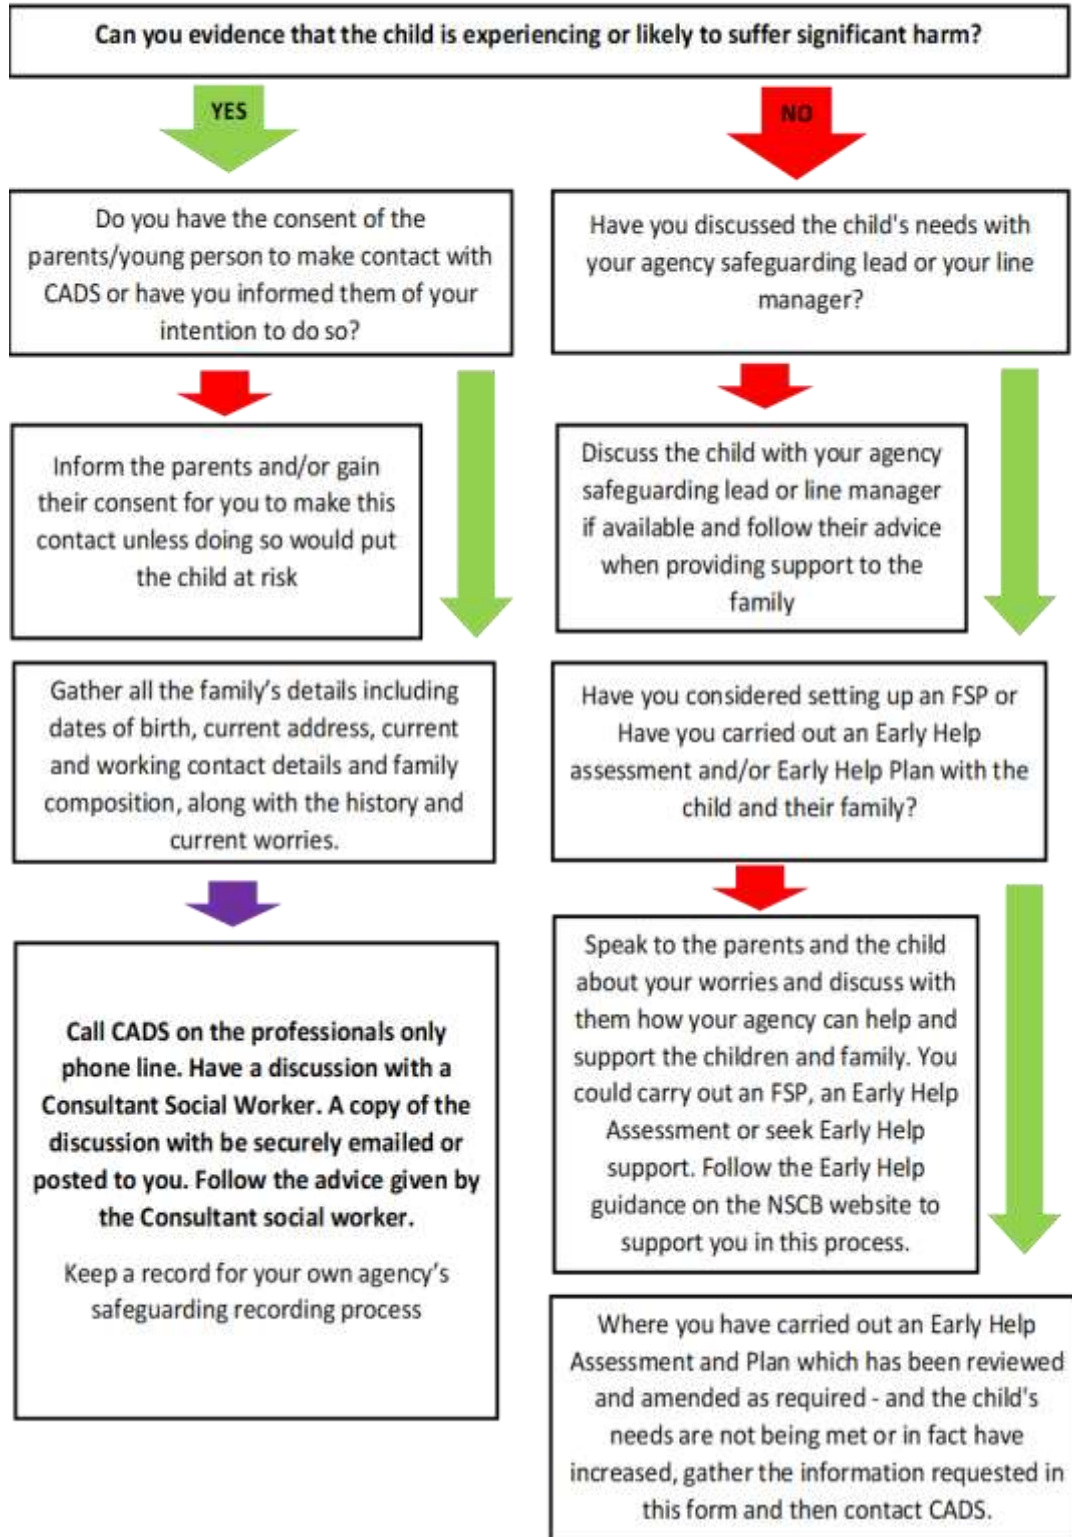 Can you evidence that the child is experiencing or likely to suffer significant harm?
YES
NO
Do you have the consent of the
parents/young person to make contact with
CADS or have you informed them of your
intention to do so?
Have you discussed the child's needs with
your agency safeguarding lead or your line
manager?
Inform the parents and/or gain
their consent for you to make this
contact unless doing so would put
the child at risk
Discuss the child with your agency
safeguarding lead or line manager
if available and follow their advice
when providing support to the
family
Gather all the family's details including
dates of birth, current address, current
and working contact details and family
composition, along with the history and
current worries.
Have you considered setting up an FSP or
Have you carried out an Early Help
assessment and/or Early Help Plan with the
child and their family?
Call CADS on the professionals only
phone line. Have a discussion with a
Consultant Social Worker. A copy of the
discussion with be securely emailed or
posted to you. Follow the advice given by
the Consultant social worker.
Keep a record for your own agency's
safeguarding recording process
Speak to the parents and the child
about your worries and discuss with
them how your agency can help and
support the children and family. You
could carry out an FSP, an Early Help
Assessment or seek Early Help
support. Follow the Early Help
guidance on the NSCB website to
support you in this process.
Where you have carried out an Early Help
Assessment and Plan which has been reviewed
and amended as required - and the child's
needs are not being met or in fact have
increased, gather the information requested in
this form and then contact CADS.